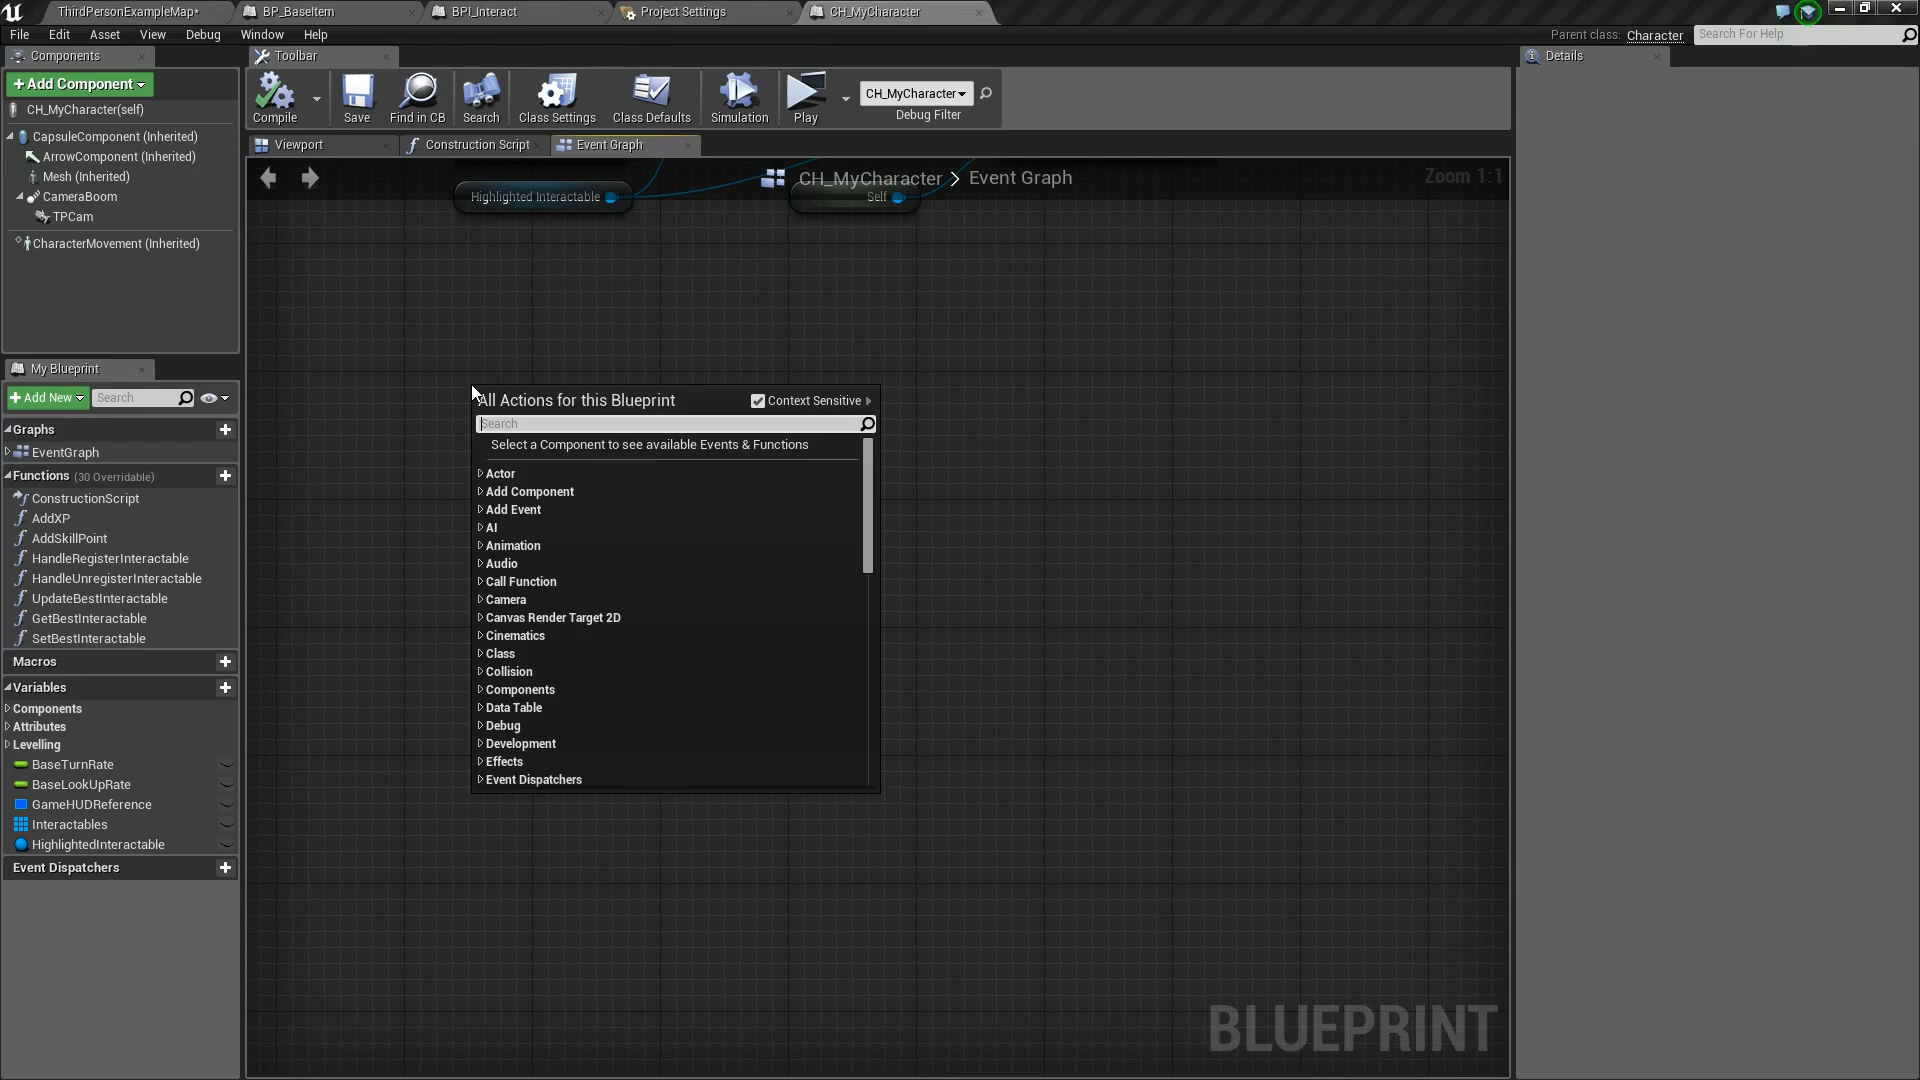 ThirdPersonExampleMap*
BP_BaseItem
BPI_Interact
Project Settings
CH_MyCharacter
File
Edit
Asset
View
Debug
Window
Help
Parent class:
Character
Search For Help
Components
Toolbar
Details
Add Component
CH_MyCharacter(self)
CapsuleComponent (Inherited)
ArrowComponent (Inherited)
Mesh (Inherited)
CameraBoom
TPCam
CharacterMovement (Inherited)
Compile
Save
Find in CB
Search
Class Settings
Class Defaults
Simulation
Play
CH_MyCharacter
Debug Filter
Viewport
Construction Script
Event Graph
CH_MyCharacter > Event Graph
Zoom 1:1
Highlighted Interactable
Self
My Blueprint
Add New
Search
Graphs
EventGraph
Functions (30 Overridable)
ConstructionScript
AddXP
AddSkillPoint
HandleRegisterInteractable
HandleUnregisterInteractable
UpdateBestInteractable
GetBestInteractable
SetBestInteractable
Macros
Variables
Components
Attributes
Levelling
BaseTurnRate
BaseLookUpRate
GameHUDReference
Interactables
HighlightedInteractable
Event Dispatchers
All Actions for this Blueprint
Context Sensitive
Search
Select a Component to see available Events & Functions
Actor
Add Component
Add Event
AI
Animation
Audio
Call Function
Camera
Canvas Render Target 2D
Cinematics
Class
Collision
Components
Data Table
Debug
Development
Effects
Event Dispatchers
BLUEPRINT